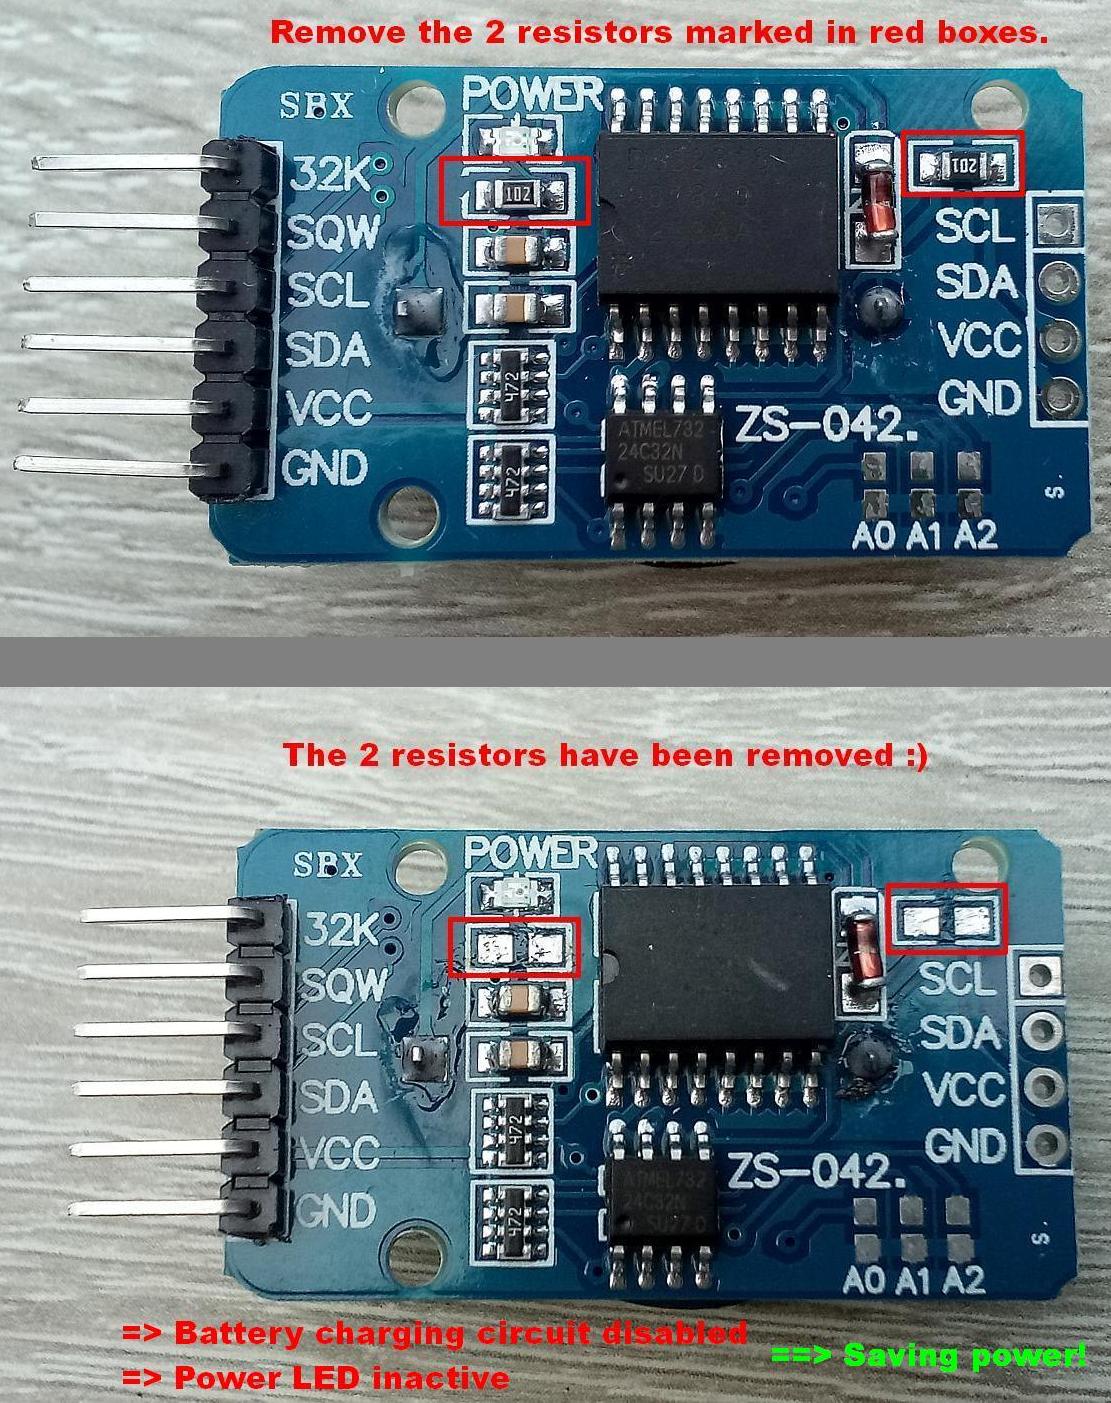 Remove the 2 resistors marked in red boxes.
SBX
POWER
32K
SQW
SCL
SDA
VCC
GND
102
472
472
ATMEL732
24C32N
SU27 D
201
SCL
SDA
VCC
GND
ZS-042.
A0 A1 A2
S.
The 2 resistors have been removed :)
SBX
POWER
32K
SQW
SCL
SDA
VCC
GND
472
472
ATMEL732
24C32N
SU27 D
SCL
SDA
VCC
GND
ZS-042.
A0 A1 A2
S.
=> Battery charging circuit disabled
=> Power LED inactive
==> Saving power!